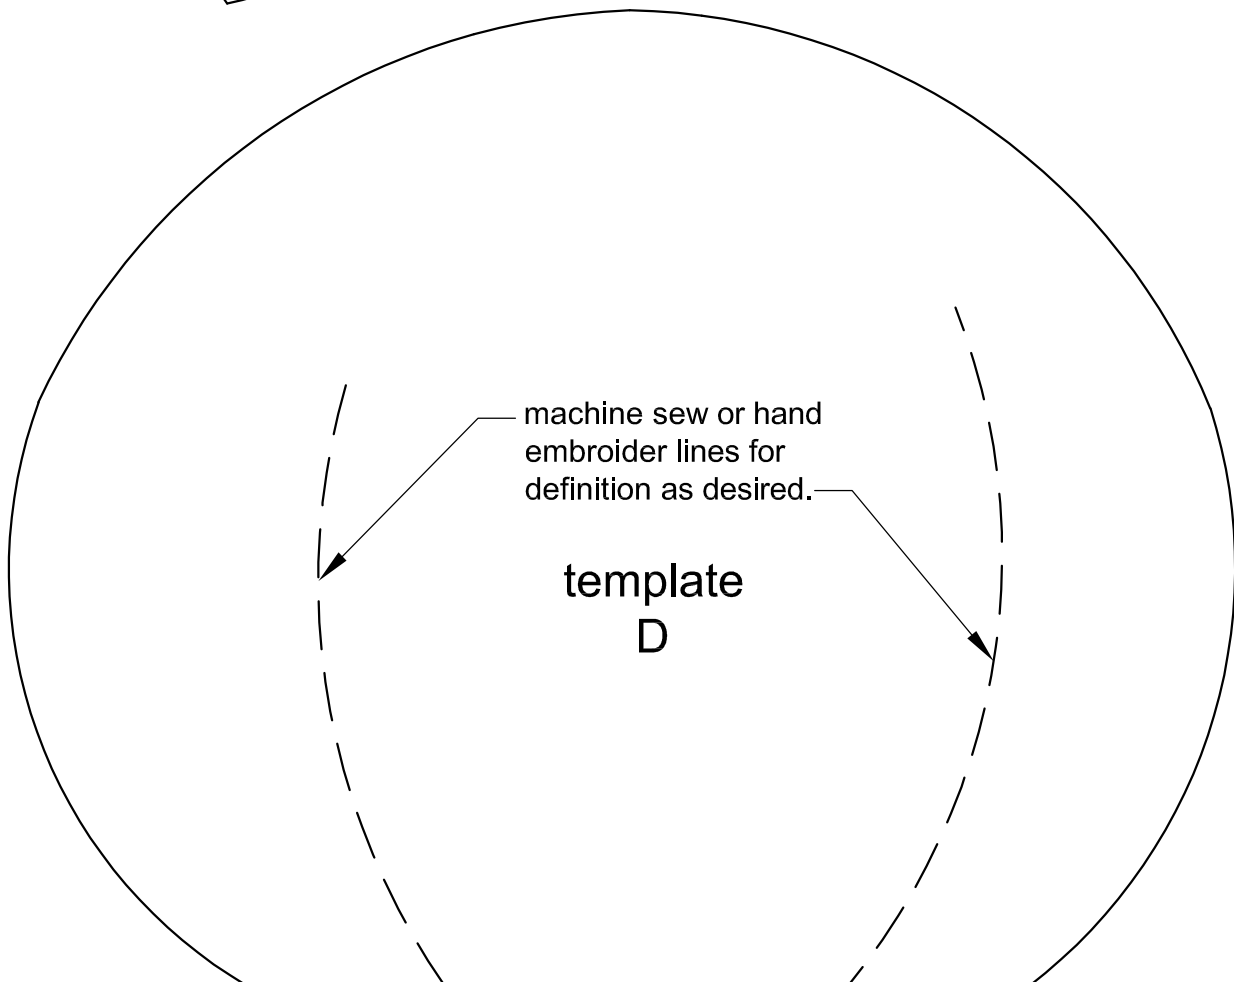 machine sew or hand
embroider lines for
definition as desired.
template
D